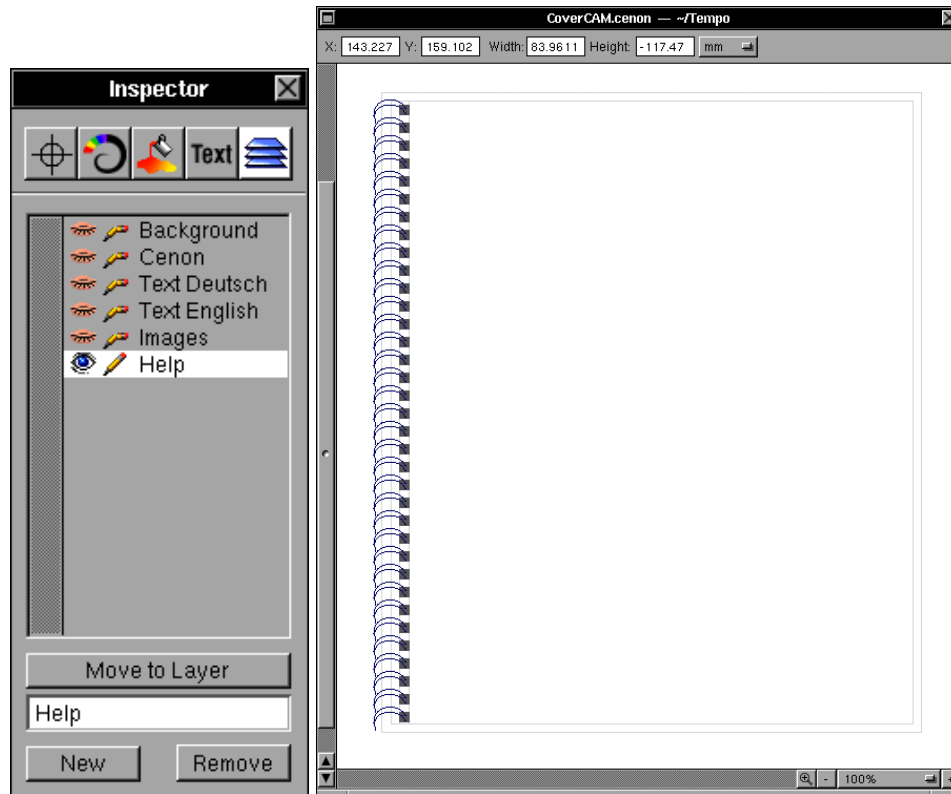 CoverCAM.cenon — ~/Tempo
X: 143.227 Y: 159.102 Width: 83.9611 Height: -117.47 mm
Inspector
Text
Background
Cenon
Text Deutsch
Text English
Images
Help
Move to Layer
Help
New Remove
- 100% +